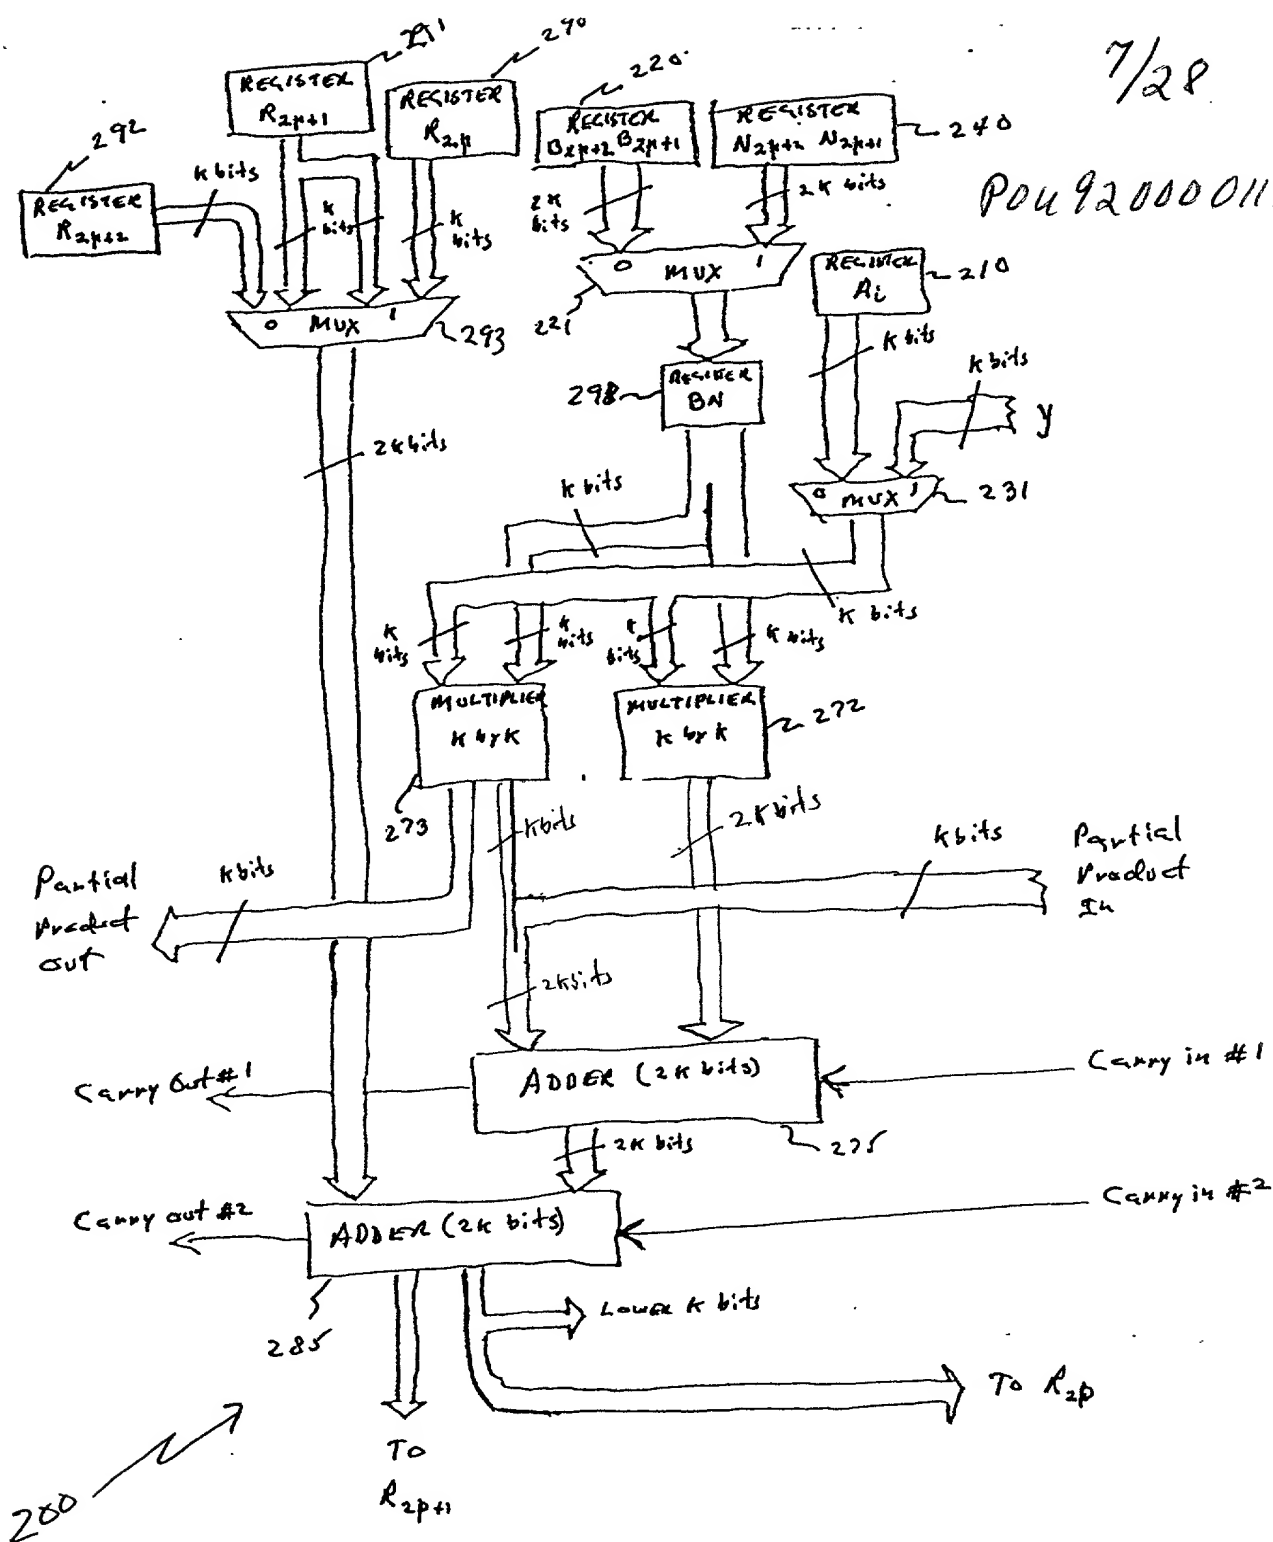 7/28
POU92000011
291
290
220
292
REGISTER
R2p+1
REGISTER
R2p
REGISTER
B2p+2 B2p+1
REGISTER
N2p+2 N2p+1
240
REGISTER
R2p+2
K bits
K bits
K bits
2K bits
2K bits
0 MUX 1
293
0 MUX 1
221
REGISTER
Ai
210
K bits
K bits
y
298
REGISTER
BN
2K bits
0 MUX 1
231
K bits
K bits
K bits
K bits
K bits
K bits
MULTIPLIER
K by K
273
MULTIPLIER
K by K
272
K bits
2K bits
Partial
Product
Out
K bits
K bits
Partial
Product
In
2K bits
Carry Out #1
ADDER (2K bits)
Carry in #1
275
2K bits
Carry out #2
ADDER (2K bits)
Carry in #2
285
LOWER K bits
To R2p
To
R2p+1
200